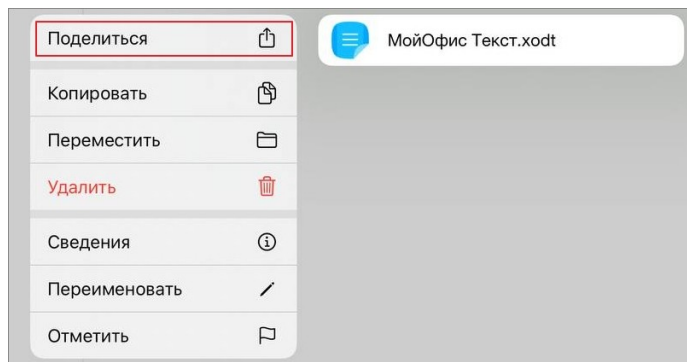 Поделиться
МойОфис Текст.xodt
Копировать
Переместить
Удалить
Сведения
Переименовать
Отметить